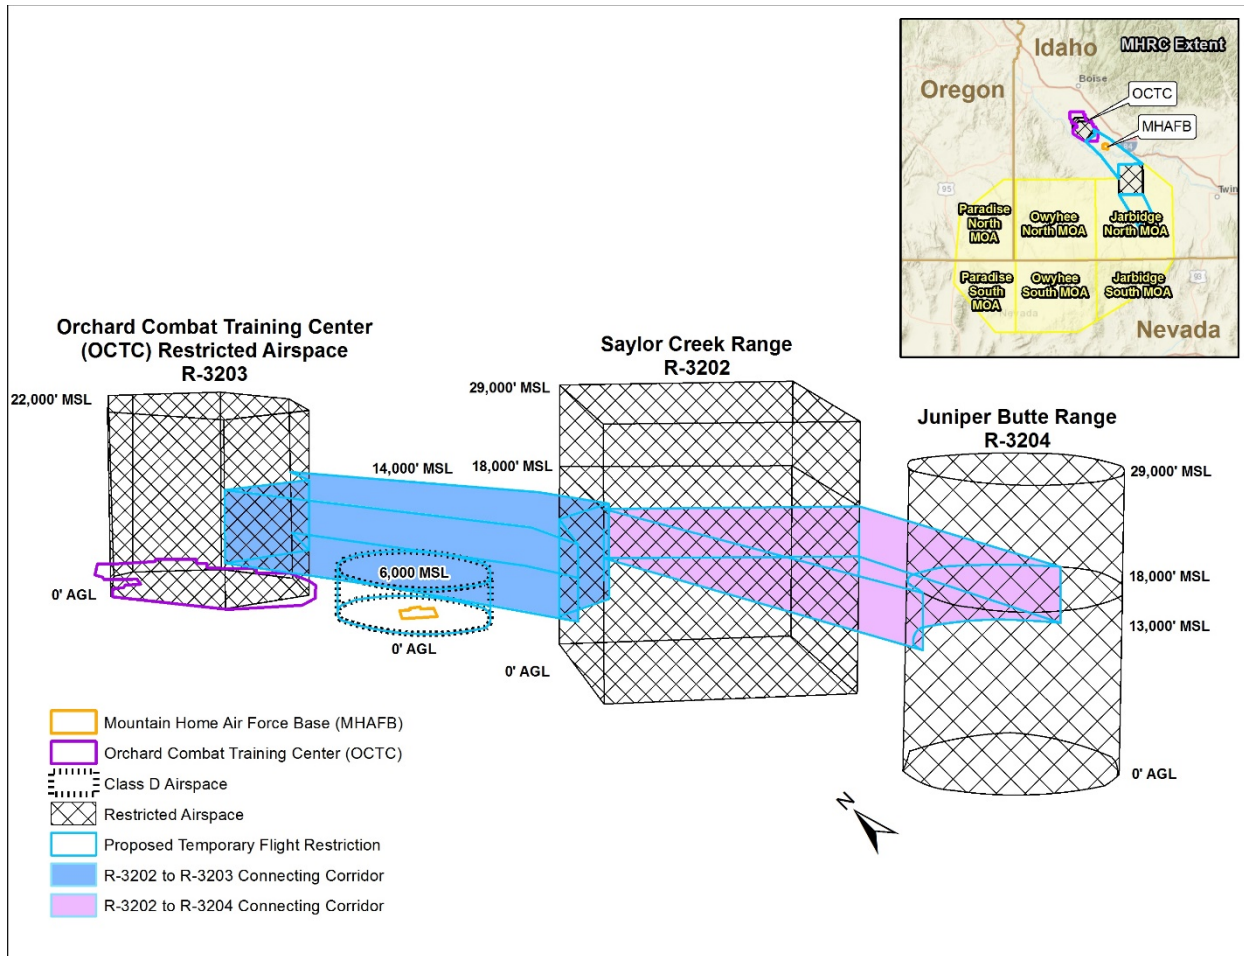 Idaho
MHRC Extent
Boise
Oregon
OCTC
MHAFB
84
95
Twin
Paradise
North
MOA
Owyhee
North MOA
Jarbidge
North MOA
Paradise
South
MOA
Owyhee
South MOA
Jarbidge
South MOA
93
Nevada
Nevada
Orchard Combat Training Center
(OCTC) Restricted Airspace
R-3203
22,000' MSL
0' AGL
14,000' MSL
6,000 MSL
0' AGL
Saylor Creek Range
R-3202
29,000' MSL
18,000' MSL
0' AGL
Juniper Butte Range
R-3204
29,000' MSL
18,000' MSL
13,000' MSL
0' AGL
N
Mountain Home Air Force Base (MHAFB)
Orchard Combat Training Center (OCTC)
Class D Airspace
Restricted Airspace
Proposed Temporary Flight Restriction
R-3202 to R-3203 Connecting Corridor
R-3202 to R-3204 Connecting Corridor